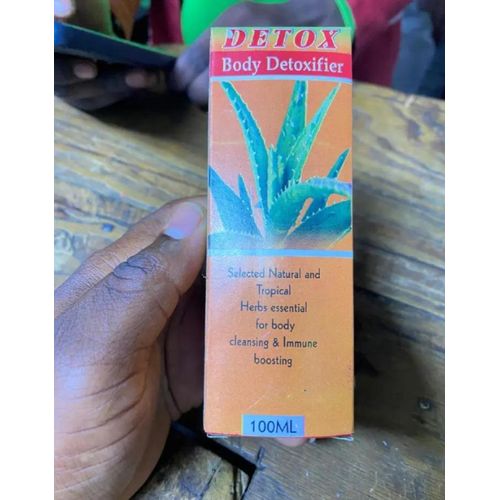 DETOX
Body Detoxifier
Selected Natural and
Tropical
Herbs essential
for body
cleansing & Immune
boosting
100ML